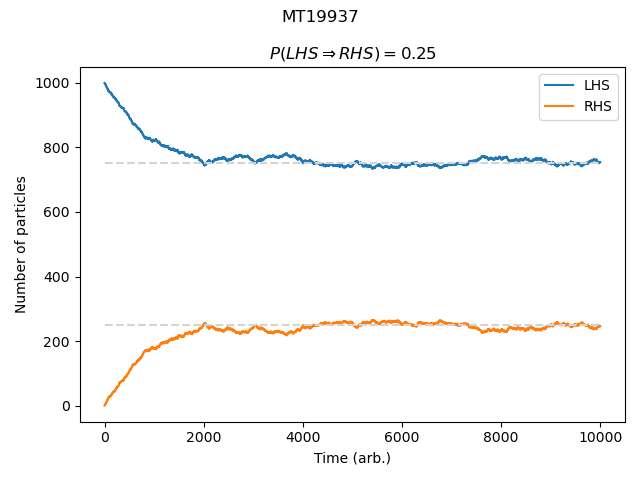 MT19937
P(LHS ⇒ RHS) = 0.25
1000
800
600
400
200
0
Number of particles
LHS
RHS
0 2000 4000 6000 8000 10000
Time (arb.)